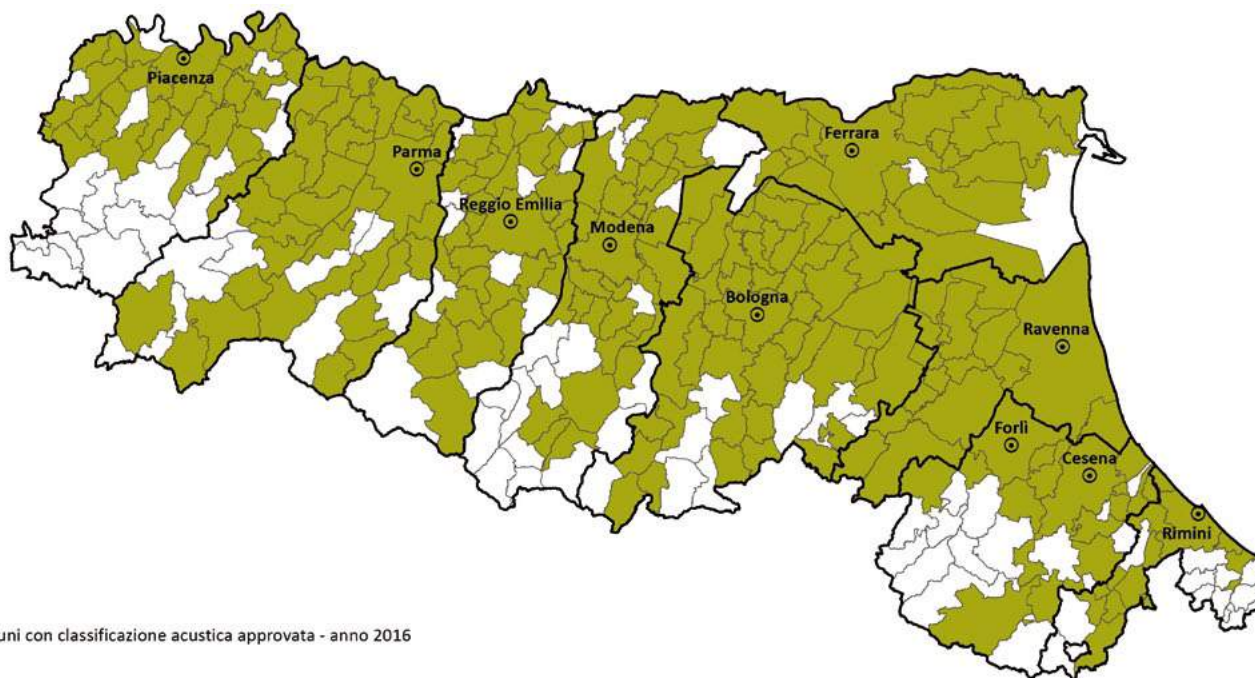 Piacenza
Parma
Ferrara
Reggio Emilia
Modena
Bologna
Ravenna
Forlì
Cesena
Rimini
uni con classificazione acustica approvata - anno 2016